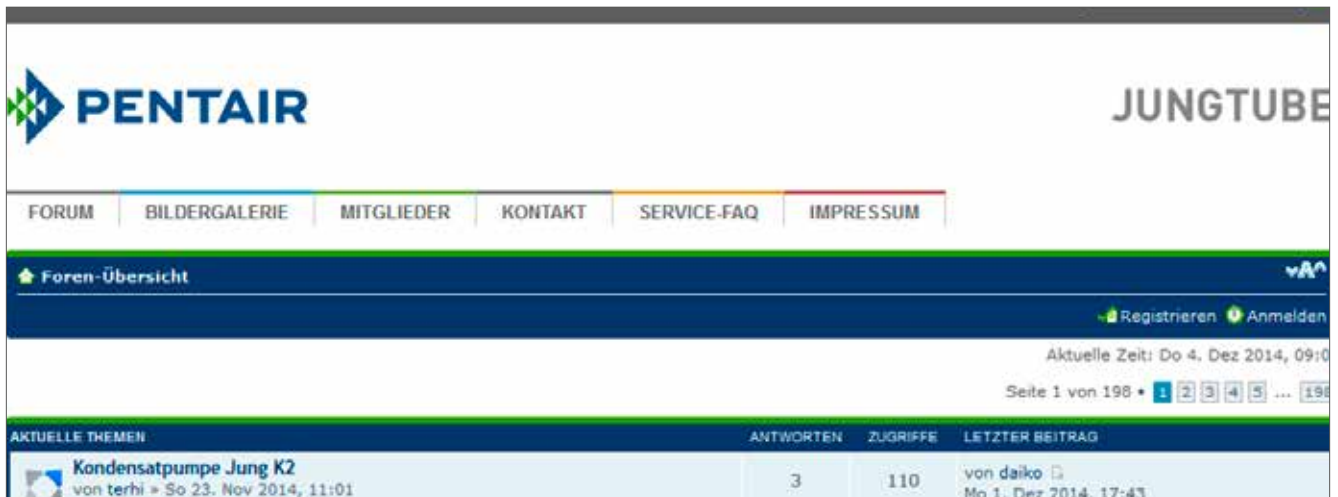 PENTAIR
JUNGTUBE
FORUM BILDERGALERIE MITGLIEDER KONTAKT SERVICE-FAQ IMPRESSUM
Foren-Übersicht
vA^
Registrieren Anmelden
Aktuelle Zeit: Do 4. Dez 2014, 09:0
Seite 1 von 198 • 1 2 3 4 5 ... 198
AKTUELLE THEMEN ANTWORTEN ZUGRIFFE LETZTER BEITRAG
Kondensatpumpe Jung K2 3 110 von daiko
von terhi » So 23. Nov 2014, 11:01 Mo 1. Dez 2014, 17:43